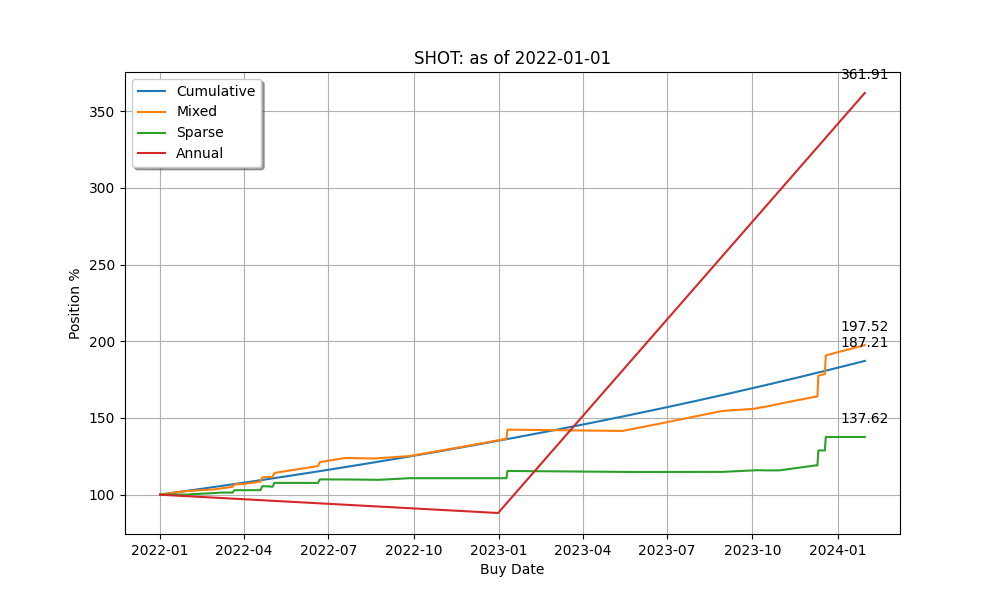 SHOT: as of 2022-01-01
361.91
Cumulative
Mixed
Sparse
Annual
350
300
250
200
150
100
Position %
197.52
187.21
137.62
2022-01 2022-04 2022-07 2022-10 2023-01 2023-04 2023-07 2023-10 2024-01
Buy Date